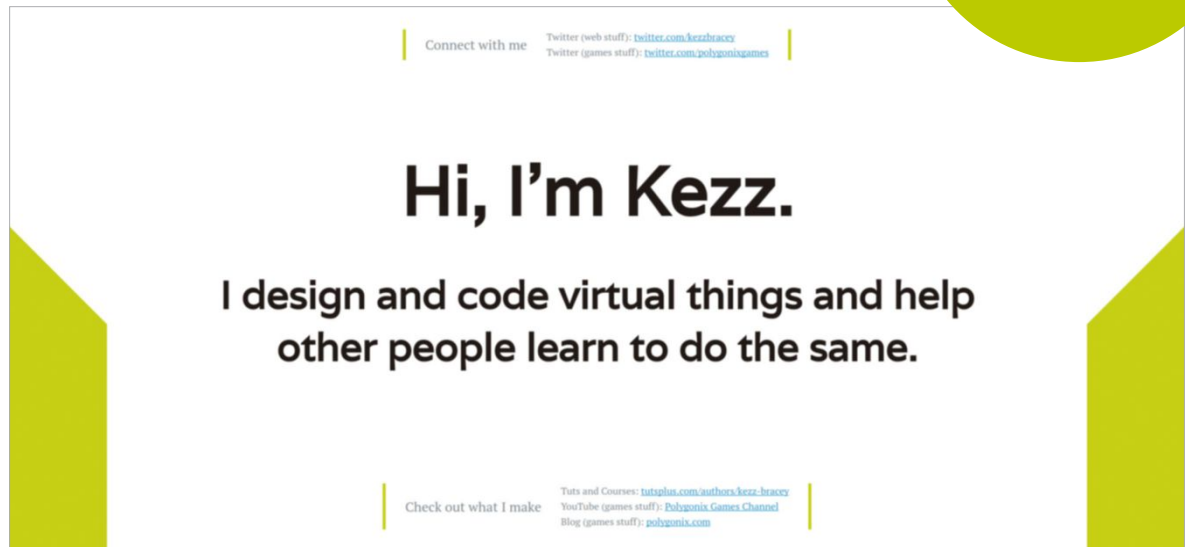 Connect with me
Twitter (web stuff): twitter.com/kezzbracey
Twitter (games stuff): twitter.com/polygonixgames
Hi, I’m Kezz.
I design and code virtual things and help
other people learn to do the same.
Check out what I make
Tuts and Courses: tutsplus.com/authors/kezz-bracey
YouTube (games stuff): Polygonix Games Channel
Blog (games stuff): polygonix.com